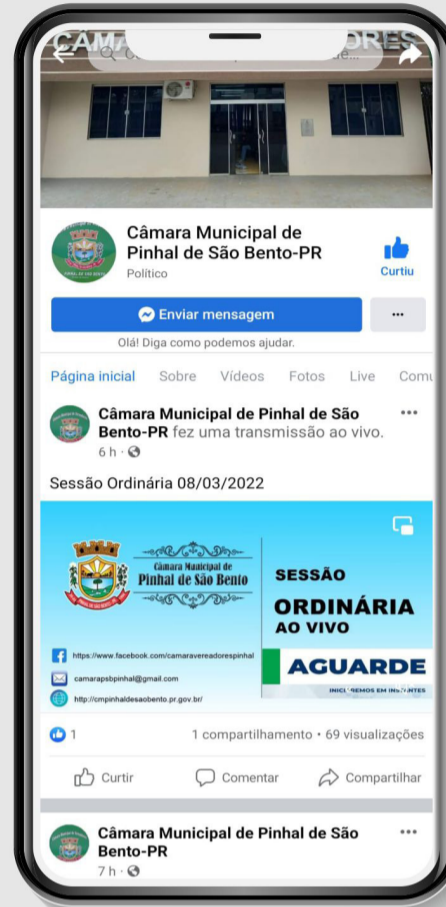 Câmara Municipal de
Pinhal de São Bento-PR
Político
Curtiu
Enviar mensagem
Olá! Diga como podemos ajudar.
Página inicial Sobre Vídeos Fotos Live Comu
Câmara Municipal de Pinhal de São
Bento-PR fez uma transmissão ao vivo.
6 h
Sessão Ordinária 08/03/2022
Câmara Municipal de
Pinhal de São Bento
SESSÃO
ORDINÁRIA
AO VIVO
AGUARDE
https://www.facebook.com/camaravereadorespinhal
camarapsbpinhal@gmail.com
http://cmpinhaldesaobento.pr.gov.br/
1
1 compartilhamento • 69 visualizações
Curtir Comentar Compartilhar
Câmara Municipal de Pinhal de São
Bento-PR
7 h